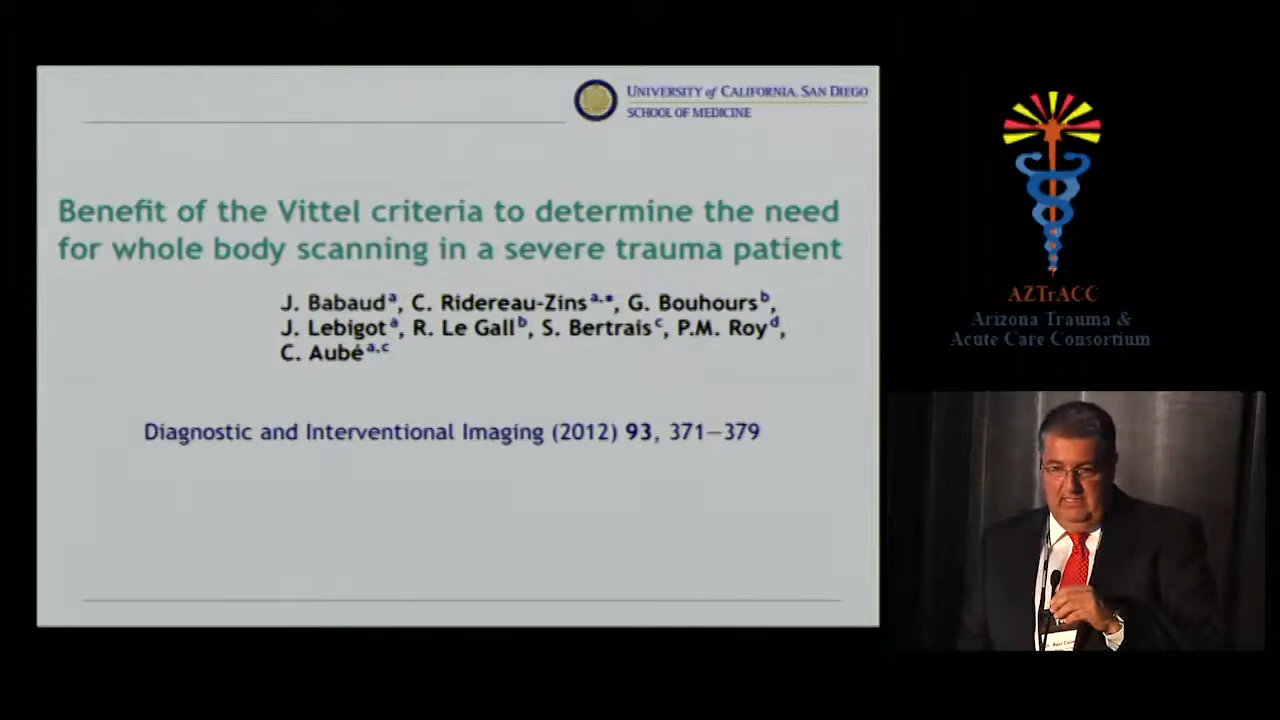 UNIVERSITY of CALIFORNIA, SAN DIEGO
SCHOOL OF MEDICINE
Benefit of the Vittel criteria to determine the need
for whole body scanning in a severe trauma patient
J. Babaud a, C. Ridereau-Zins a,*, G. Bouhours b,
J. Lebigot a, R. Le Gall b, S. Bertrais c, P.M. Roy d,
C. Aubé a,c
Diagnostic and Interventional Imaging (2012) 93, 371—379
AZTrACC
Arizona Trauma &
Acute Care Consortium